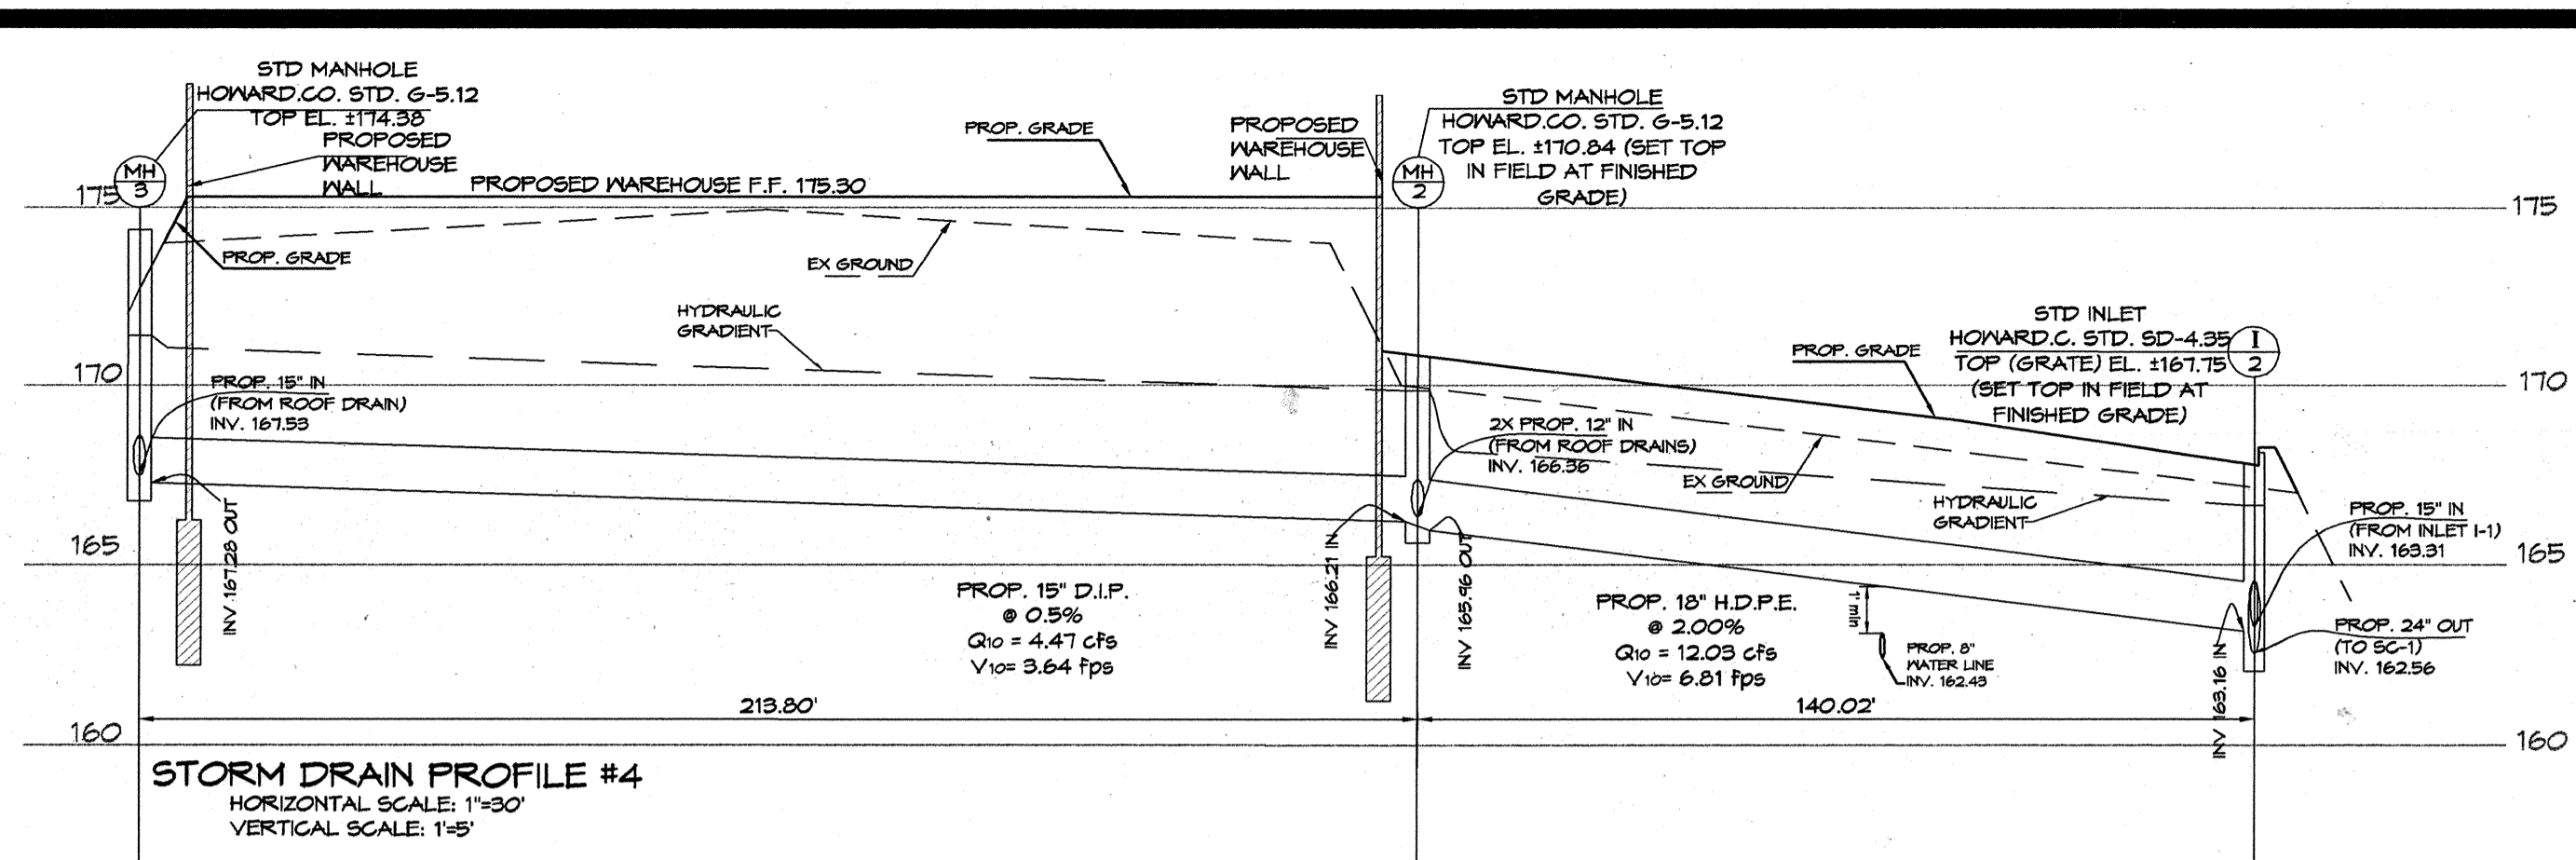 STD MANHOLE
HOWARD.CO. STD. G-5.12
TOP EL. ±174.38
PROPOSED
WAREHOUSE
WALL
MH
3
PROPOSED WAREHOUSE F.F. 175.30
PROP. GRADE
PROPOSED
WAREHOUSE
WALL
STD MANHOLE
HOWARD.CO. STD. G-5.12
TOP EL. ±170.84 (SET TOP
IN FIELD AT FINISHED
GRADE)
MH
2
175
175
PROP. GRADE
EX GROUND
HYDRAULIC
GRADIENT
PROP. GRADE
STD INLET
HOWARD.C. STD. SD-4.35
TOP (GRATE) EL. ±167.75
(SET TOP IN FIELD AT
FINISHED GRADE)
I
2
170
170
PROP. 15" IN
(FROM ROOF DRAIN)
INV. 167.53
2X PROP. 12" IN
(FROM ROOF DRAINS)
INV. 166.36
EX GROUND
HYDRAULIC
GRADIENT
PROP. 15" IN
(FROM INLET I-1)
INV. 163.31
165
165
INV 167.28 OUT
PROP. 15" D.I.P.
@ 0.5%
Q10 = 4.47 cfs
V10= 3.64 fps
INV 166.21 IN
INV 165.96 OUT
PROP. 18" H.D.P.E.
@ 2.00%
Q10 = 12.03 cfs
V10= 6.81 fps
1' min
PROP. 8"
WATER LINE
INV. 162.43
INV 163.16 IN
PROP. 24" OUT
(TO SC-1)
INV. 162.56
213.80'
140.02'
160
160
STORM DRAIN PROFILE #4
HORIZONTAL SCALE: 1"=30'
VERTICAL SCALE: 1'=5'